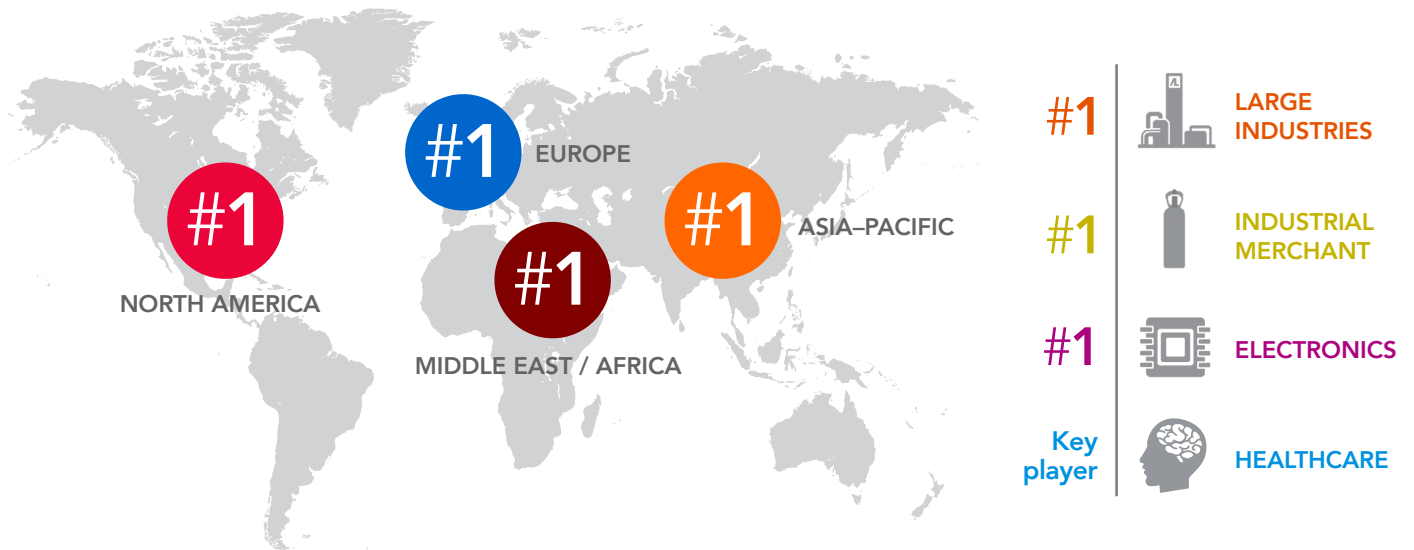 #1
EUROPE
#1
NORTH AMERICA
#1
ASIA–PACIFIC
#1
MIDDLE EAST / AFRICA
#1
LARGE
INDUSTRIES
#1
INDUSTRIAL
MERCHANT
#1
ELECTRONICS
Key
player
HEALTHCARE